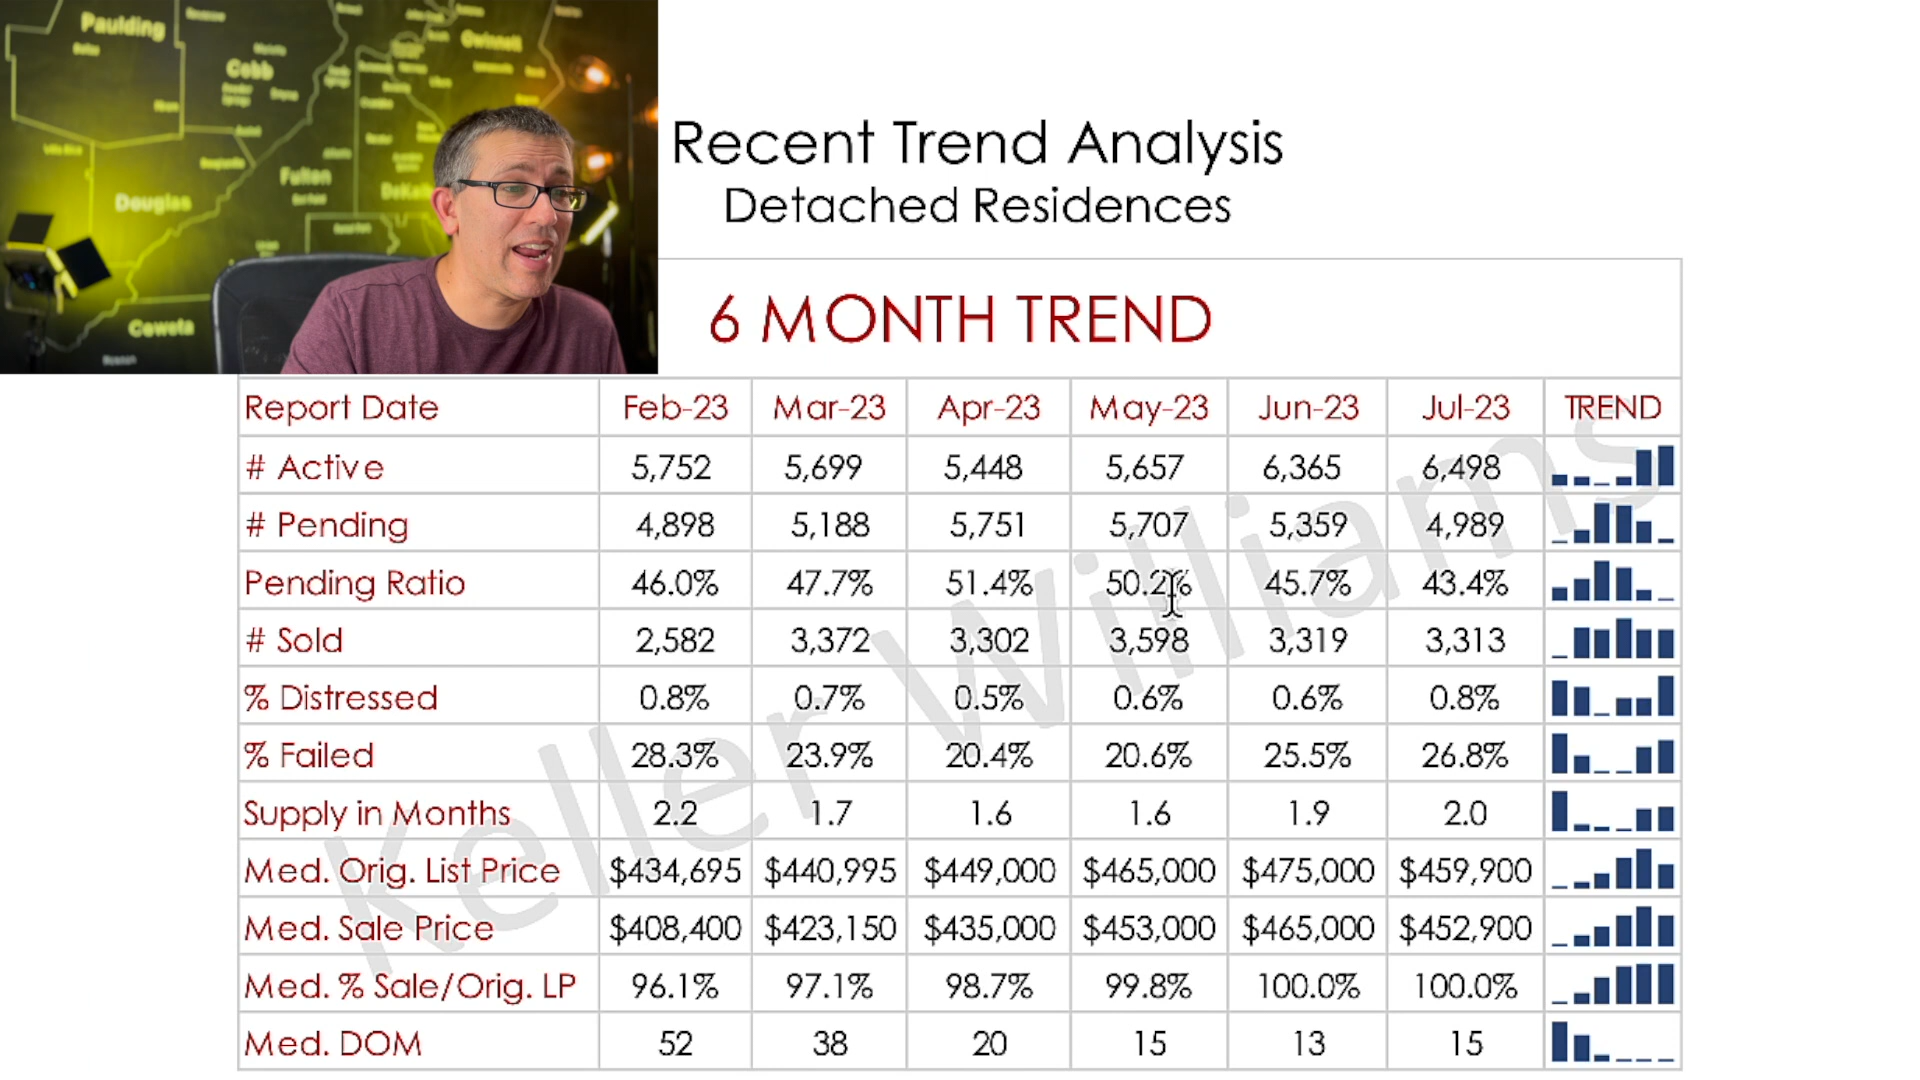 Paulding
Gwinnett
Cobb
Fulton
DeKalb
Douglas
Coweta
Recent Trend Analysis
Detached Residences
6 MONTH TREND
Report Date Feb-23 Mar-23 Apr-23 May-23 Jun-23 Jul-23 TREND
# Active 5,752 5,699 5,448 5,657 6,365 6,498
# Pending 4,898 5,188 5,751 5,707 5,359 4,989
Pending Ratio 46.0% 47.7% 51.4% 50.2% 45.7% 43.4%
# Sold 2,582 3,372 3,302 3,598 3,319 3,313
% Distressed 0.8% 0.7% 0.5% 0.6% 0.6% 0.8%
% Failed 28.3% 23.9% 20.4% 20.6% 25.5% 26.8%
Supply in Months 2.2 1.7 1.6 1.6 1.9 2.0
Med. Orig. List Price $434,695 $440,995 $449,000 $465,000 $475,000 $459,900
Med. Sale Price $408,400 $423,150 $435,000 $453,000 $465,000 $452,900
Med. % Sale/Orig. LP 96.1% 97.1% 98.7% 99.8% 100.0% 100.0%
Med. DOM 52 38 20 15 13 15
Keller Williams